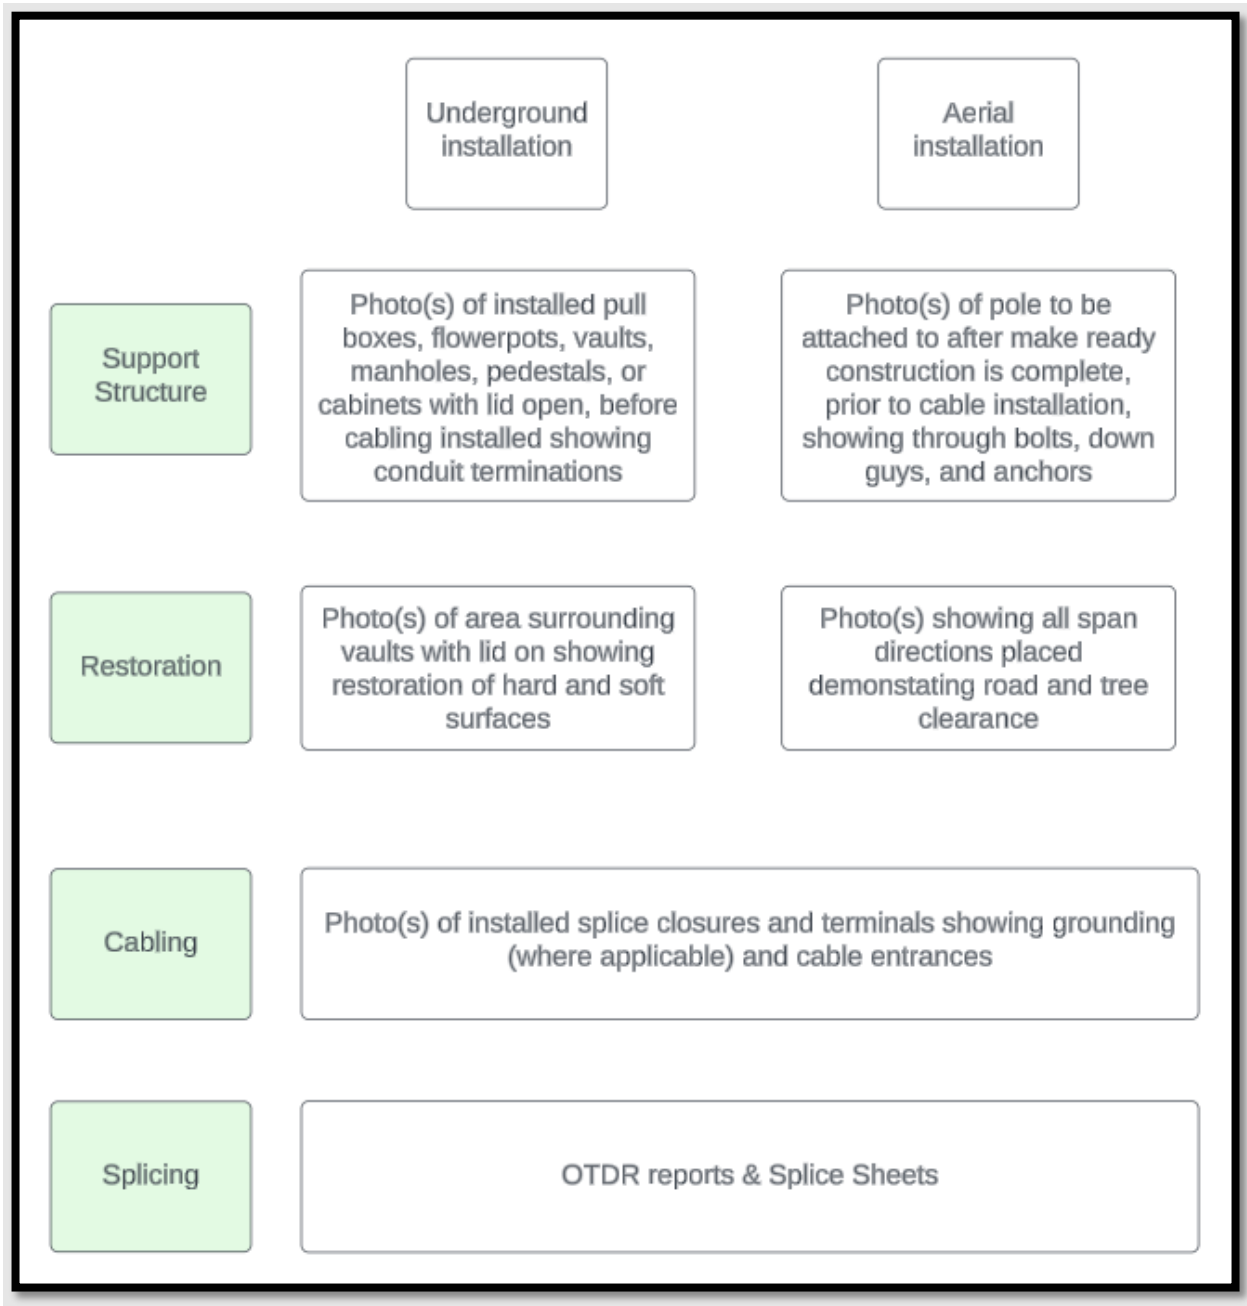 Underground
installation
Aerial
installation
Support
Structure
Photo(s) of installed pull
boxes, flowerpots, vaults,
manholes, pedestals, or
cabinets with lid open, before
cabling installed showing
conduit terminations
Photo(s) of pole to be
attached to after make ready
construction is complete,
prior to cable installation,
showing through bolts, down
guys, and anchors
Restoration
Photo(s) of area surrounding
vaults with lid on showing
restoration of hard and soft
surfaces
Photo(s) showing all span
directions placed
demonstating road and tree
clearance
Cabling
Photo(s) of installed splice closures and terminals showing grounding
(where applicable) and cable entrances
Splicing
OTDR reports & Splice Sheets